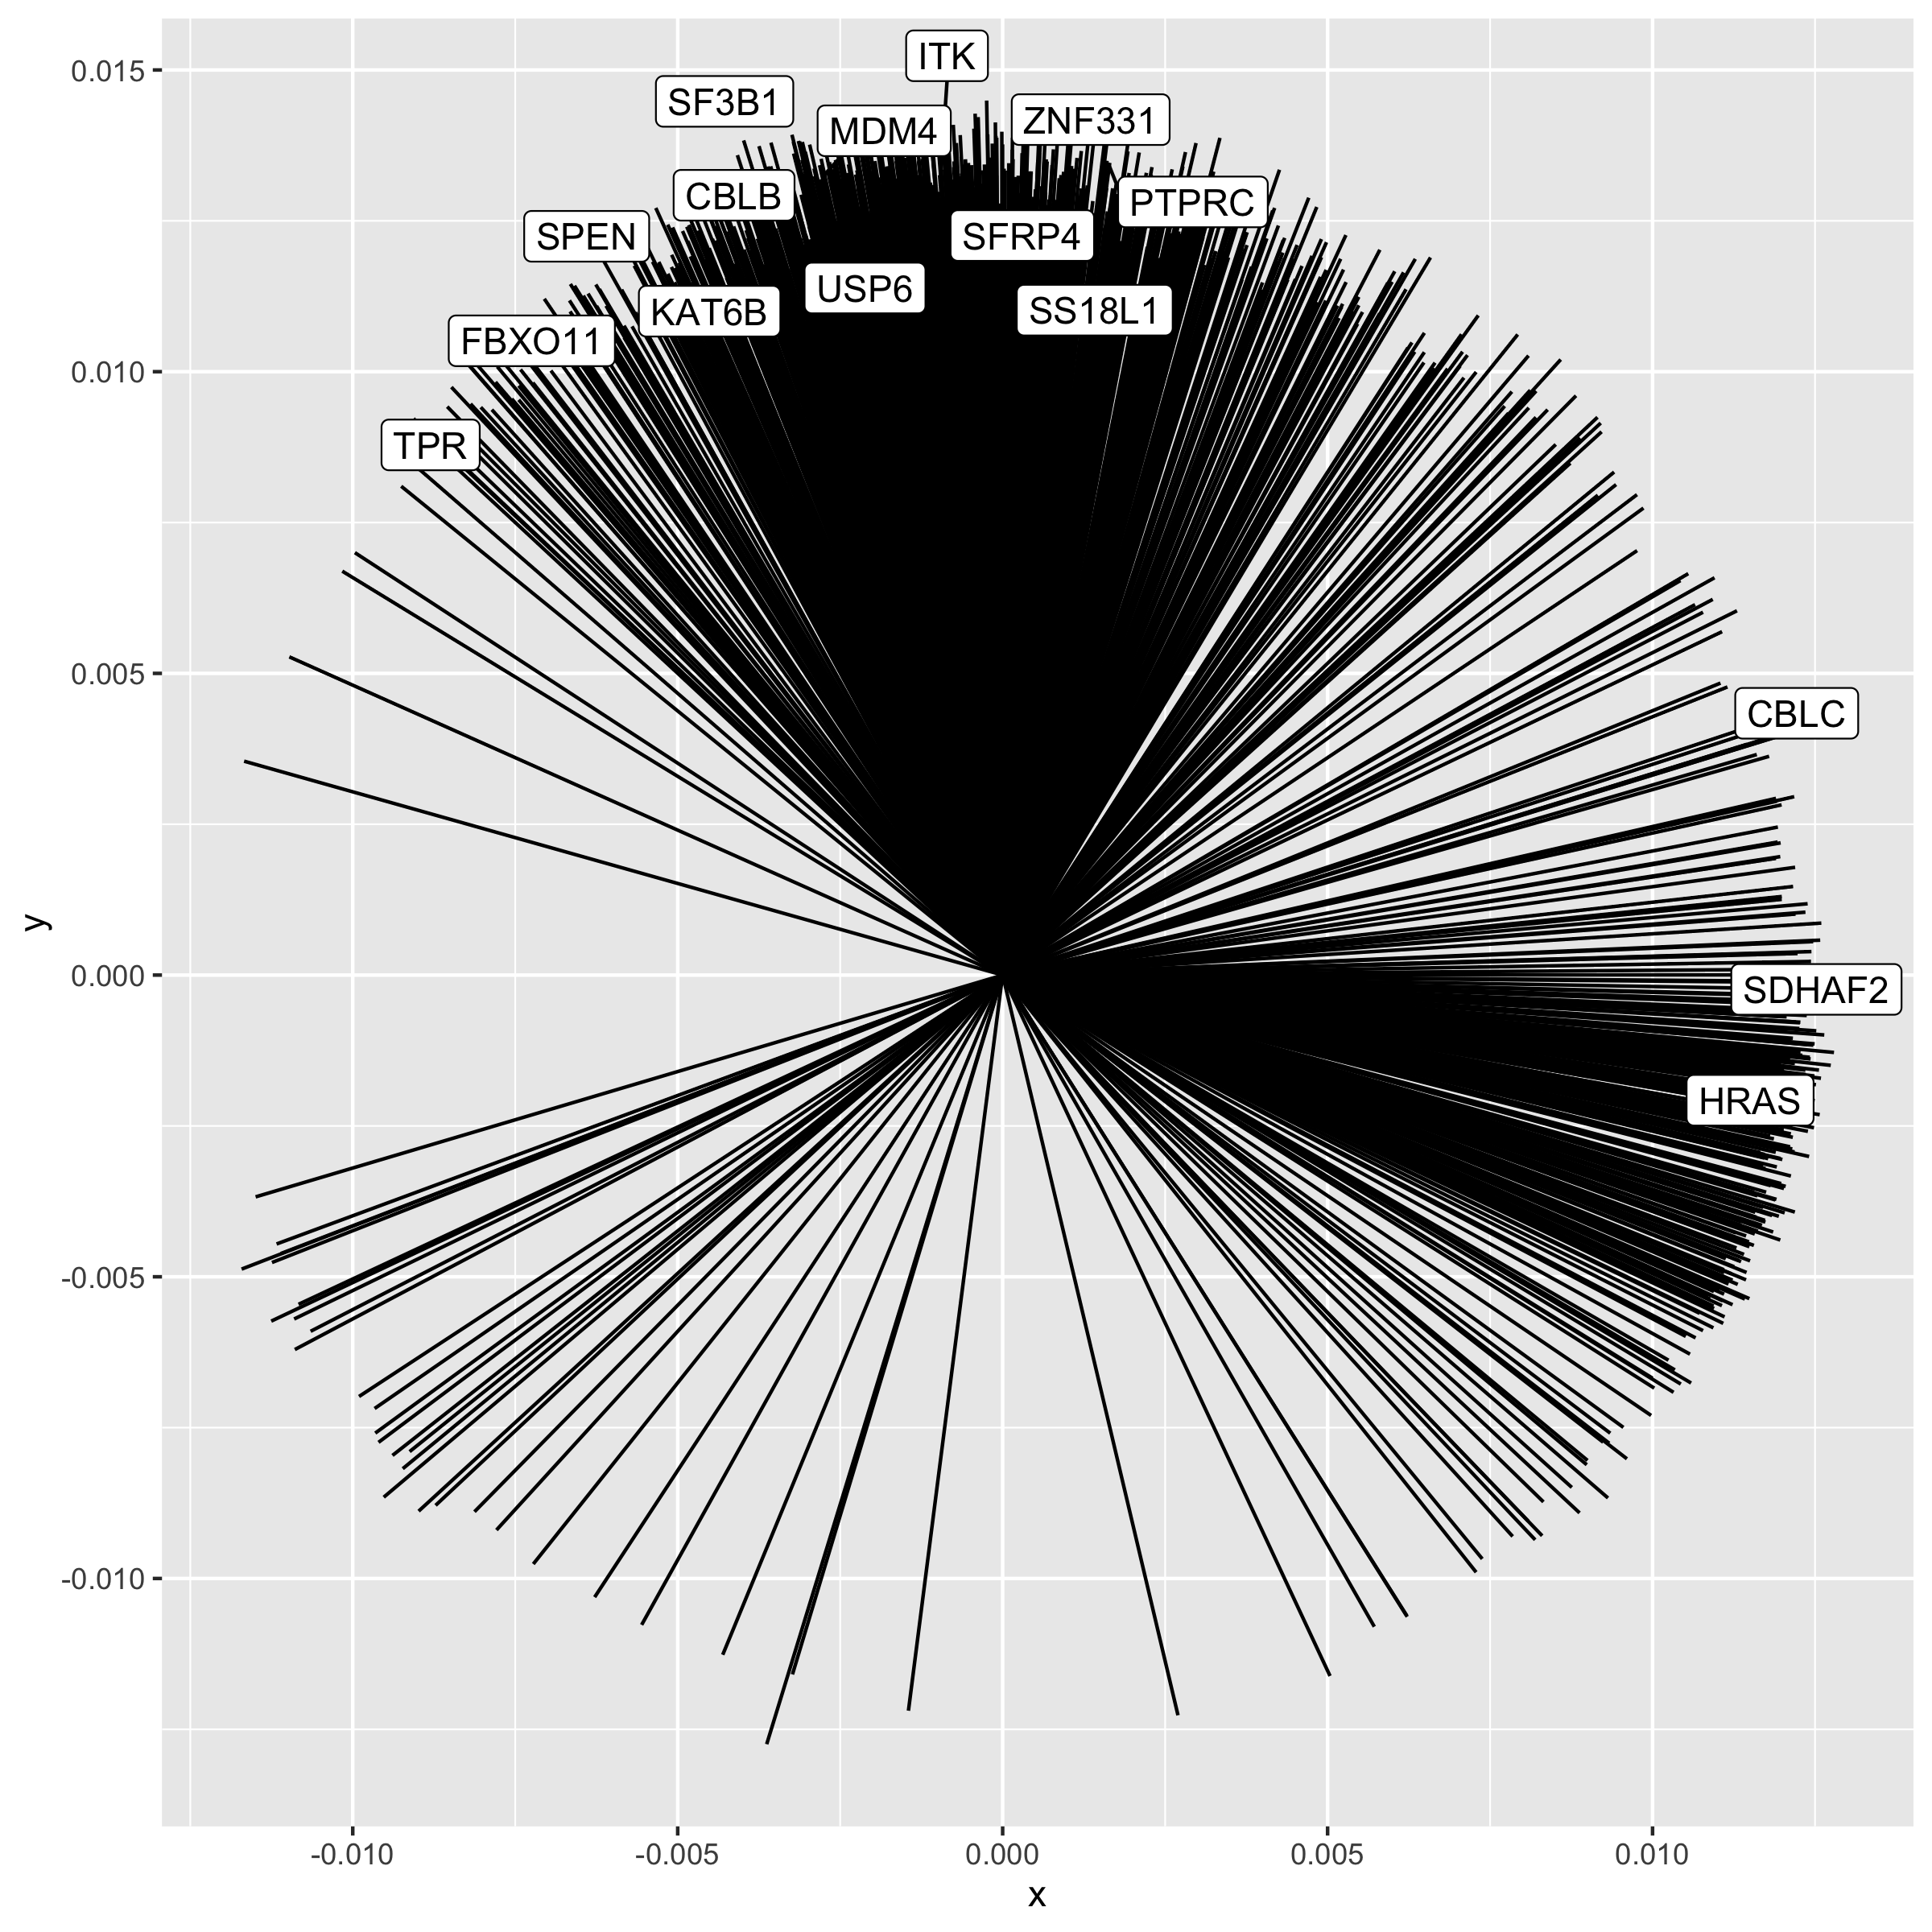 ITK
0.015
SF3B1
ZNF331
MDM4
CBLB
PTPRC
SPEN
SFRP4
USP6
KAT6B
SS18L1
FBXO11
0.010
TPR
0.005
CBLC
y
0.000
SDHAF2
HRAS
-0.005
-0.010
-0.010
-0.005
0.000
0.005
0.010
x